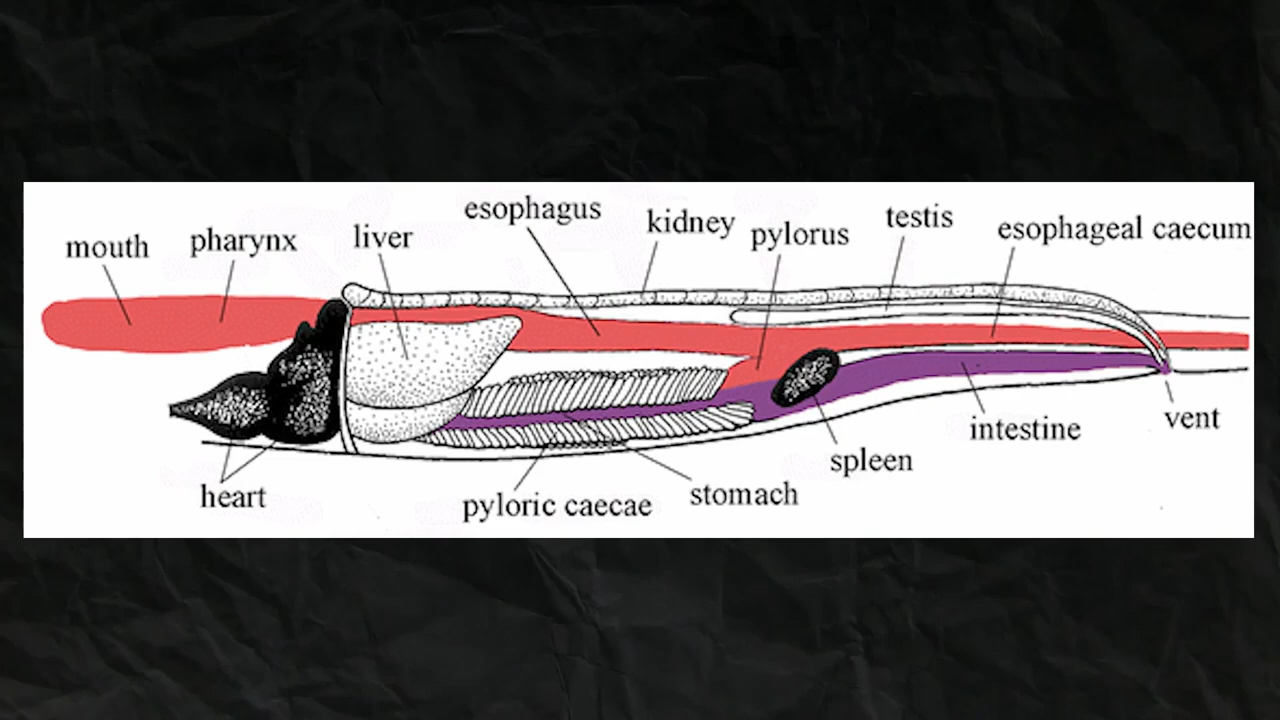 mouth
pharynx
liver
esophagus
kidney
pylorus
testis
esophageal caecum
heart
pyloric caecae
stomach
spleen
intestine
vent